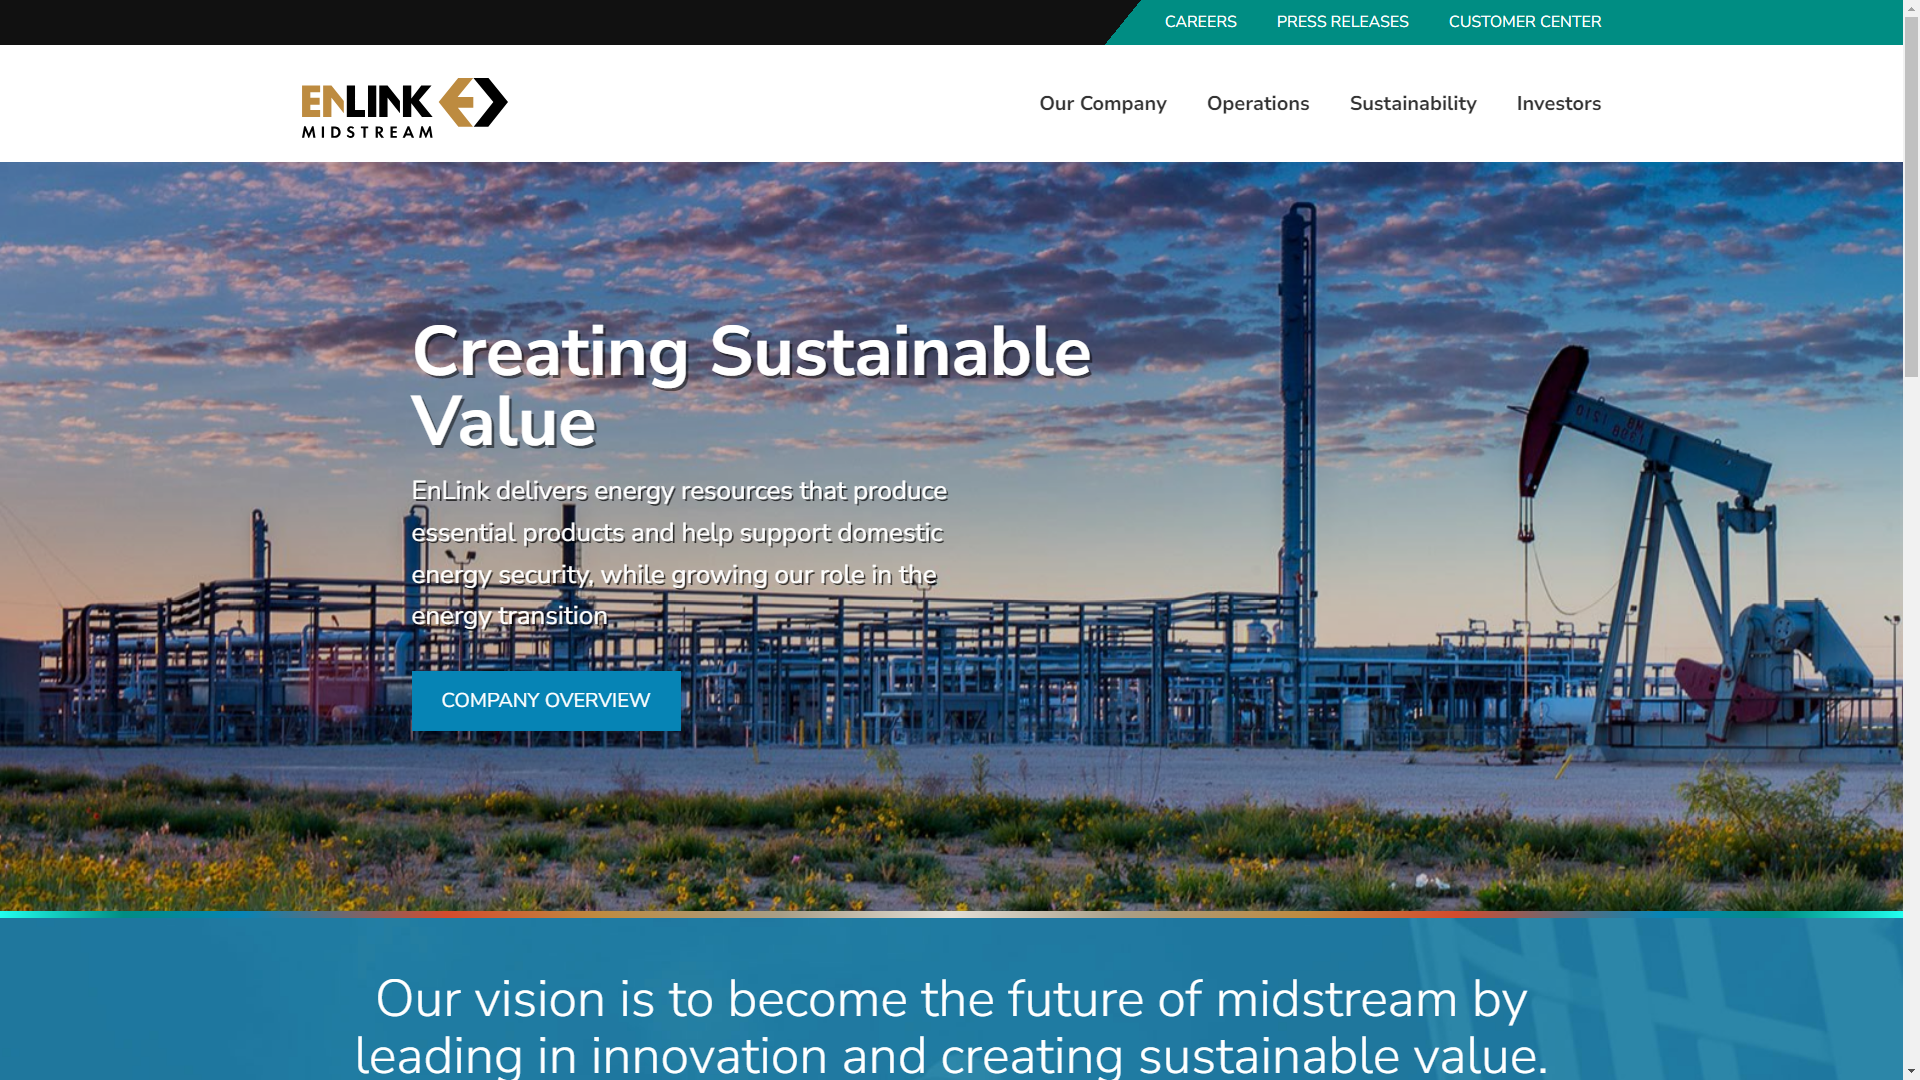 CAREERS PRESS RELEASES CUSTOMER CENTER
ENLINK
MIDSTREAM
Our Company Operations Sustainability Investors
Creating Sustainable
Value
EnLink delivers energy resources that produce
essential products and help support domestic
energy security, while growing our role in the
energy transition
COMPANY OVERVIEW
Our vision is to become the future of midstream by
leading in innovation and creating sustainable value.